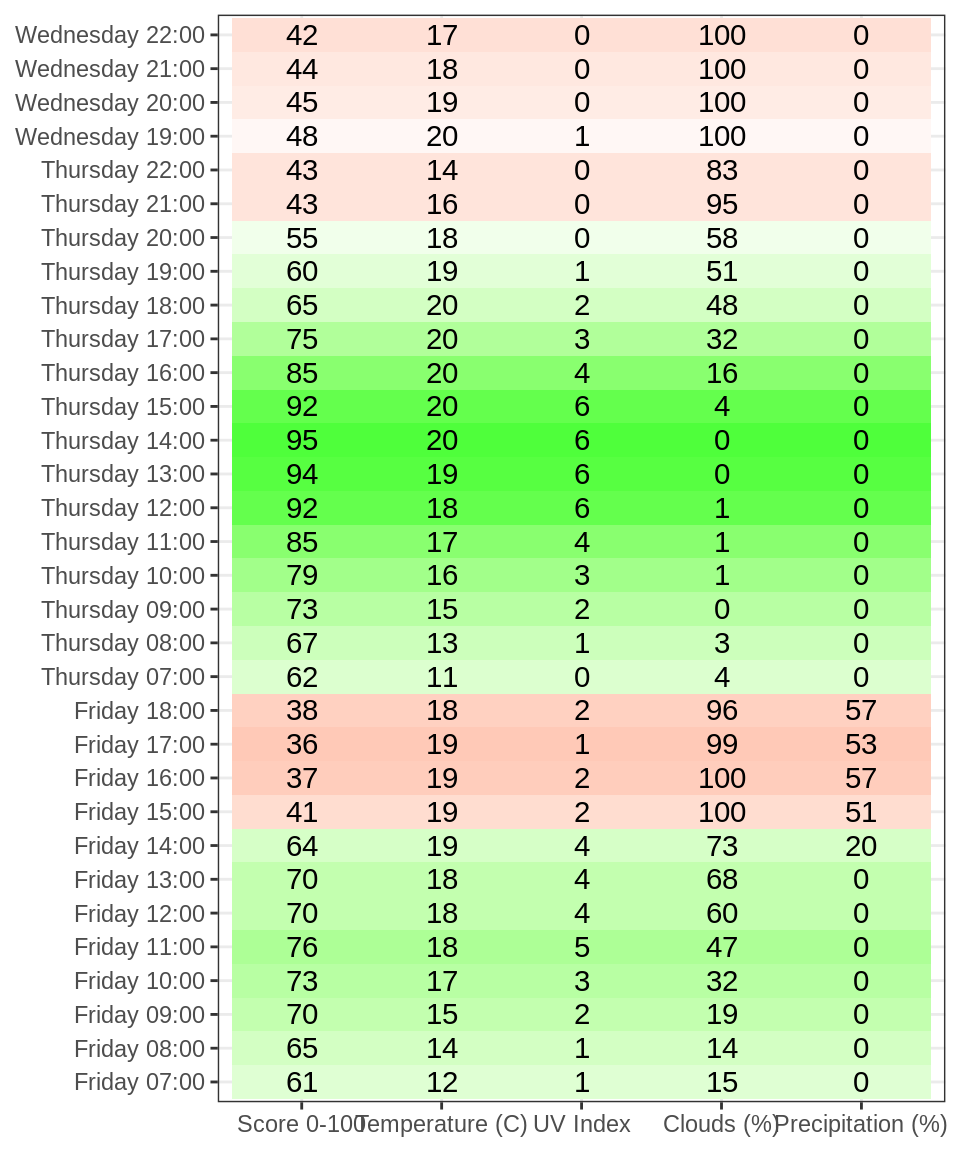 Wednesday 22:00 42 17 0 100 0
Wednesday 21:00 44 18 0 100 0
Wednesday 20:00 45 19 0 100 0
Wednesday 19:00 48 20 1 100 0
Thursday 22:00 43 14 0 83 0
Thursday 21:00 43 16 0 95 0
Thursday 20:00 55 18 0 58 0
Thursday 19:00 60 19 1 51 0
Thursday 18:00 65 20 2 48 0
Thursday 17:00 75 20 3 32 0
Thursday 16:00 85 20 4 16 0
Thursday 15:00 92 20 6 4 0
Thursday 14:00 95 20 6 0 0
Thursday 13:00 94 19 6 0 0
Thursday 12:00 92 18 6 1 0
Thursday 11:00 85 17 4 1 0
Thursday 10:00 79 16 3 1 0
Thursday 09:00 73 15 2 0 0
Thursday 08:00 67 13 1 3 0
Thursday 07:00 62 11 0 4 0
Friday 18:00 38 18 2 96 57
Friday 17:00 36 19 1 99 53
Friday 16:00 37 19 2 100 57
Friday 15:00 41 19 2 100 51
Friday 14:00 64 19 4 73 20
Friday 13:00 70 18 4 68 0
Friday 12:00 70 18 4 60 0
Friday 11:00 76 18 5 47 0
Friday 10:00 73 17 3 32 0
Friday 09:00 70 15 2 19 0
Friday 08:00 65 14 1 14 0
Friday 07:00 61 12 1 15 0
Score 0-100 Temperature (C) UV Index Clouds (%) Precipitation (%)